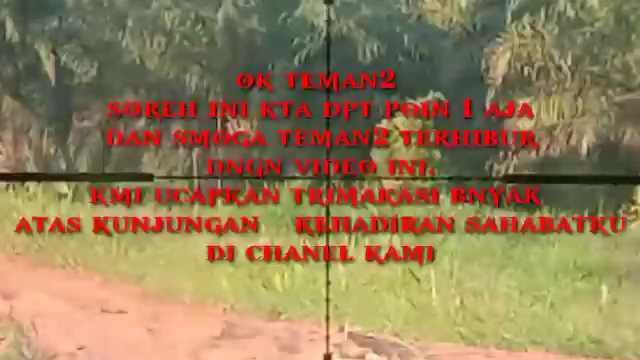 OK TEMAN2
SOREH INI KTA DPT POIN 1 AJA
DAN SMOGA TEMAN2 TERHIBUR
DNGN VIDEO INI,
KMI UCAPKAN TRIMAKASI BNYAK
ATAS KUNJUNGAN KEHADIRAN SAHABATKU
DI CHANEL KAMI